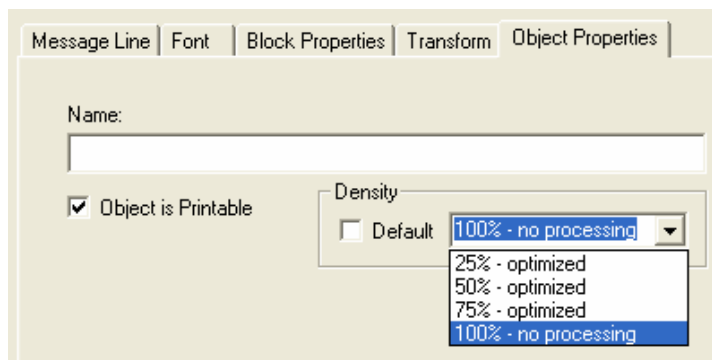 Message Line Font Block Properties Transform Object Properties
Name:
Object is Printable
Density
Default 100% - no processing
25% - optimized
50% - optimized
75% - optimized
100% - no processing